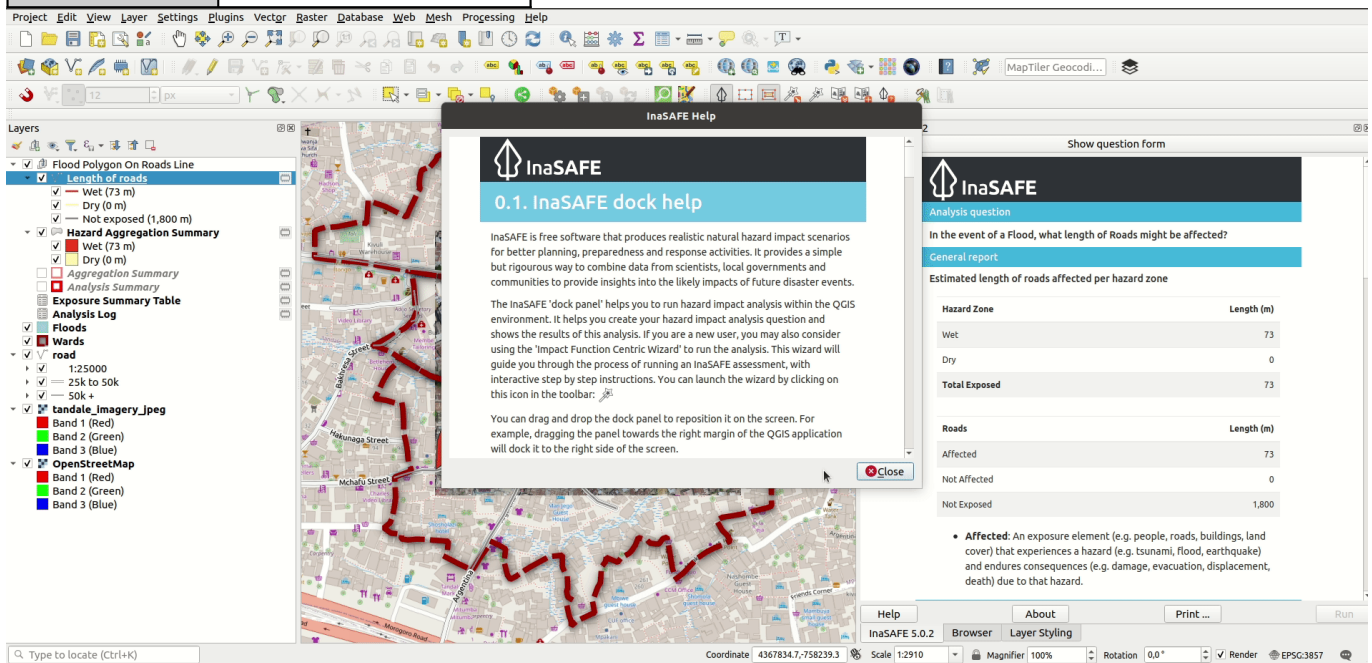 Project Edit View Layer Settings Plugins Vector Raster Database Web Mesh Processing Help
MapTiler Geocodi...
12 px
InaSAFE Help
Layers
Flood Polygon On Roads Line
Length of roads
Wet (73 m)
Dry (0 m)
Not exposed (1,800 m)
Hazard Aggregation Summary
Wet (73 m)
Dry (0 m)
Aggregation Summary
Analysis Summary
Exposure Summary Table
Analysis Log
Floods
Wards
road
1:25000
25k to 50k
50k +
tandale_imagery_jpeg
Band 1 (Red)
Band 2 (Green)
Band 3 (Blue)
OpenStreetMap
Band 1 (Red)
Band 2 (Green)
Band 3 (Blue)
Bakhresa Street
Hakunaga Street
Mchafu Street
Argentina
Morogoro Road
Friends Corner
InaSAFE
0.1. InaSAFE dock help
InaSAFE is free software that produces realistic natural hazard impact scenarios
for better planning, preparedness and response activities. It provides a simple
but rigourous way to combine data from scientists, local governments and
communities to provide insights into the likely impacts of future disaster events.
The InaSAFE 'dock panel' helps you to run hazard impact analysis within the QGIS
environment. It helps you create your hazard impact analysis question and
shows the results of this analysis. If you are a new user, you may also consider
using the 'Impact Function Centric Wizard' to run the analysis. This wizard will
guide you through the process of running an InaSAFE assessment, with
interactive step by step instructions. You can launch the wizard by clicking on
this icon in the toolbar:
You can drag and drop the dock panel to reposition it on the screen. For
example, dragging the panel towards the right margin of the QGIS application
will dock it to the right side of the screen.
Close
2
Show question form
InaSAFE
Analysis question
In the event of a Flood, what length of Roads might be affected?
General report
Estimated length of roads affected per hazard zone
Hazard Zone Length (m)
Wet 73
Dry 0
Total Exposed 73
Roads Length (m)
Affected 73
Not Affected 0
Not Exposed 1,800
• Affected: An exposure element (e.g. people, roads, buildings, land
cover) that experiences a hazard (e.g. tsunami, flood, earthquake)
and endures consequences (e.g. damage, evacuation, displacement,
death) due to that hazard.
Help About Print ... Run
InaSAFE 5.0.2 Browser Layer Styling
Type to locate (Ctrl+K)
Coordinate 4367834.7,-758239.3 Scale 1:2910 Magnifier 100% Rotation 0,0 ° Render EPSG:3857